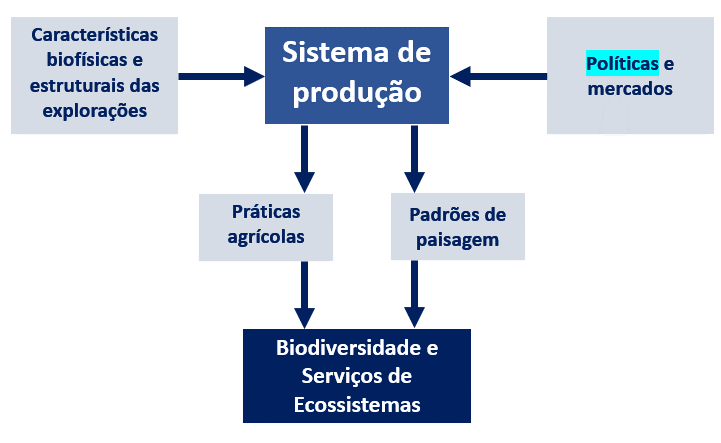 Características
biofísicas e
estruturais das
explorações
Sistema de
produção
Políticas e
mercados
Práticas
agrícolas
Padrões de
paisagem
Biodiversidade e
Serviços de
Ecossistemas